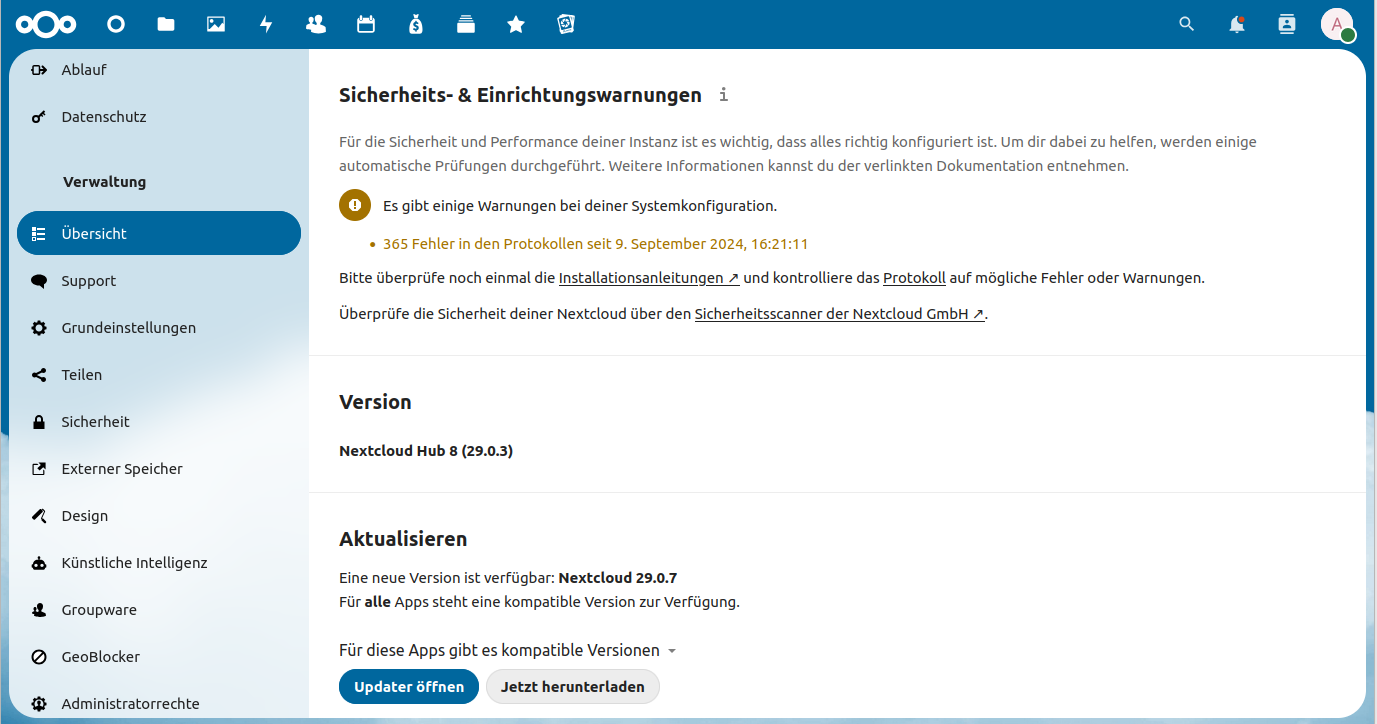 A
Ablauf
Datenschutz
Verwaltung
Übersicht
Support
Grundeinstellungen
Teilen
Sicherheit
Externer Speicher
Design
Künstliche Intelligenz
Groupware
GeoBlocker
Administratorrechte
Sicherheits- & Einrichtungswarnungen
Für die Sicherheit und Performance deiner Instanz ist es wichtig, dass alles richtig konfiguriert ist. Um dir dabei zu helfen, werden einige
automatische Prüfungen durchgeführt. Weitere Informationen kannst du der verlinkten Dokumentation entnehmen.
Es gibt einige Warnungen bei deiner Systemkonfiguration.
• 365 Fehler in den Protokollen seit 9. September 2024, 16:21:11
Bitte überprüfe noch einmal die Installationsanleitungen ↗ und kontrolliere das Protokoll auf mögliche Fehler oder Warnungen.
Überprüfe die Sicherheit deiner Nextcloud über den Sicherheitsscanner der Nextcloud GmbH ↗.
Version
Nextcloud Hub 8 (29.0.3)
Aktualisieren
Eine neue Version ist verfügbar: Nextcloud 29.0.7
Für alle Apps steht eine kompatible Version zur Verfügung.
Für diese Apps gibt es kompatible Versionen
Updater öffnen
Jetzt herunterladen